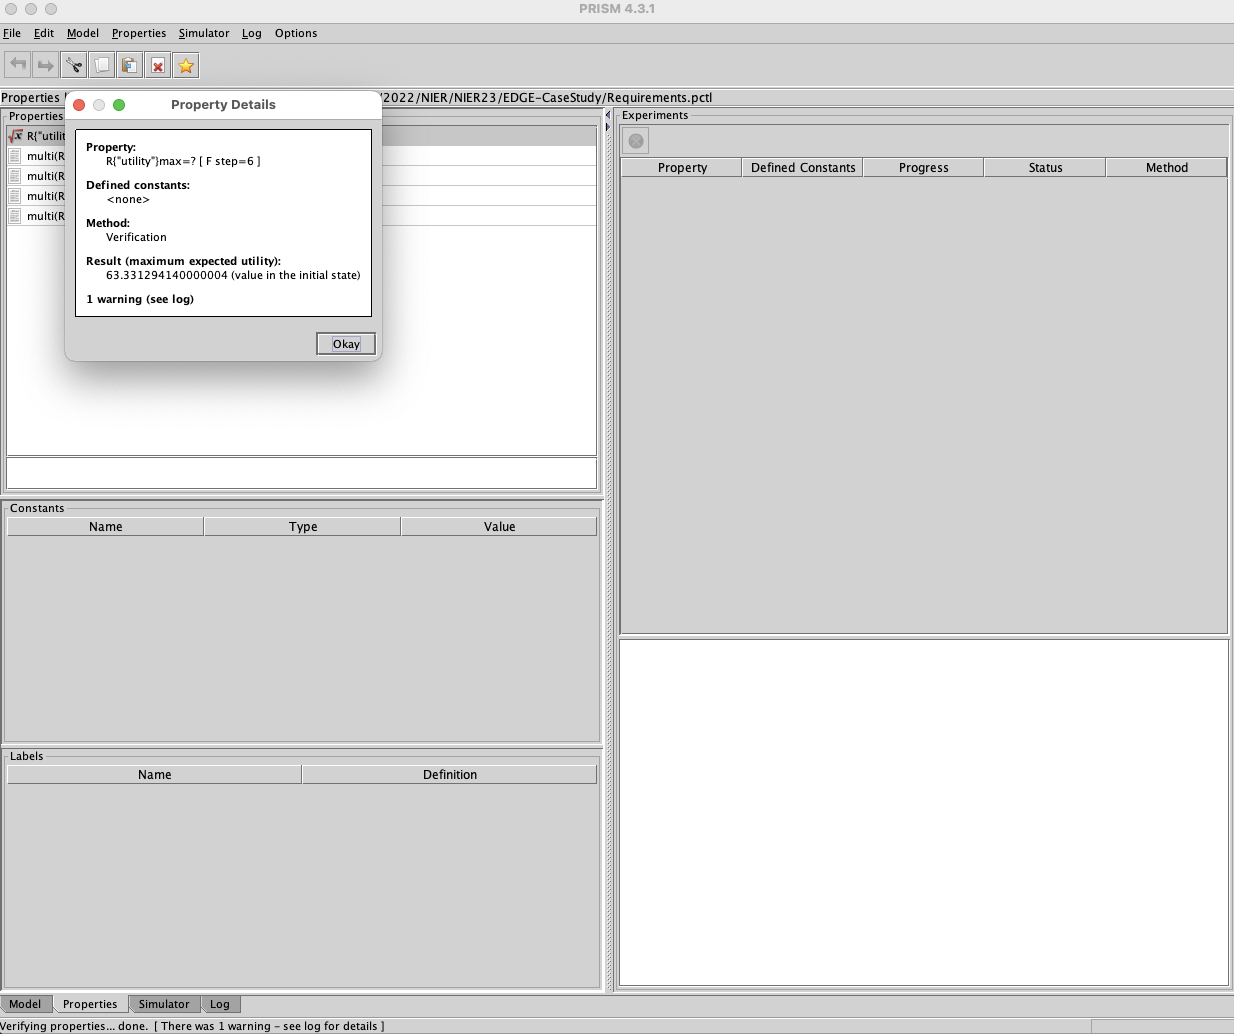 PRISM 4.3.1
File Edit Model Properties Simulator Log Options
Properties
/2022/NIER/NIER23/EDGE-CaseStudy/Requirements.pctl
Properties
R{"utilit
multi(R
multi(R
multi(R
multi(R
Property Details
Property:
R{"utility"}max=? [ F step=6 ]
Defined constants:
<none>
Method:
Verification
Result (maximum expected utility):
63.331294140000004 (value in the initial state)
1 warning (see log)
Okay
Experiments
Property Defined Constants Progress Status Method
Constants
Name Type Value
Labels
Name Definition
Model Properties Simulator Log
Verifying properties... done. [ There was 1 warning - see log for details ]